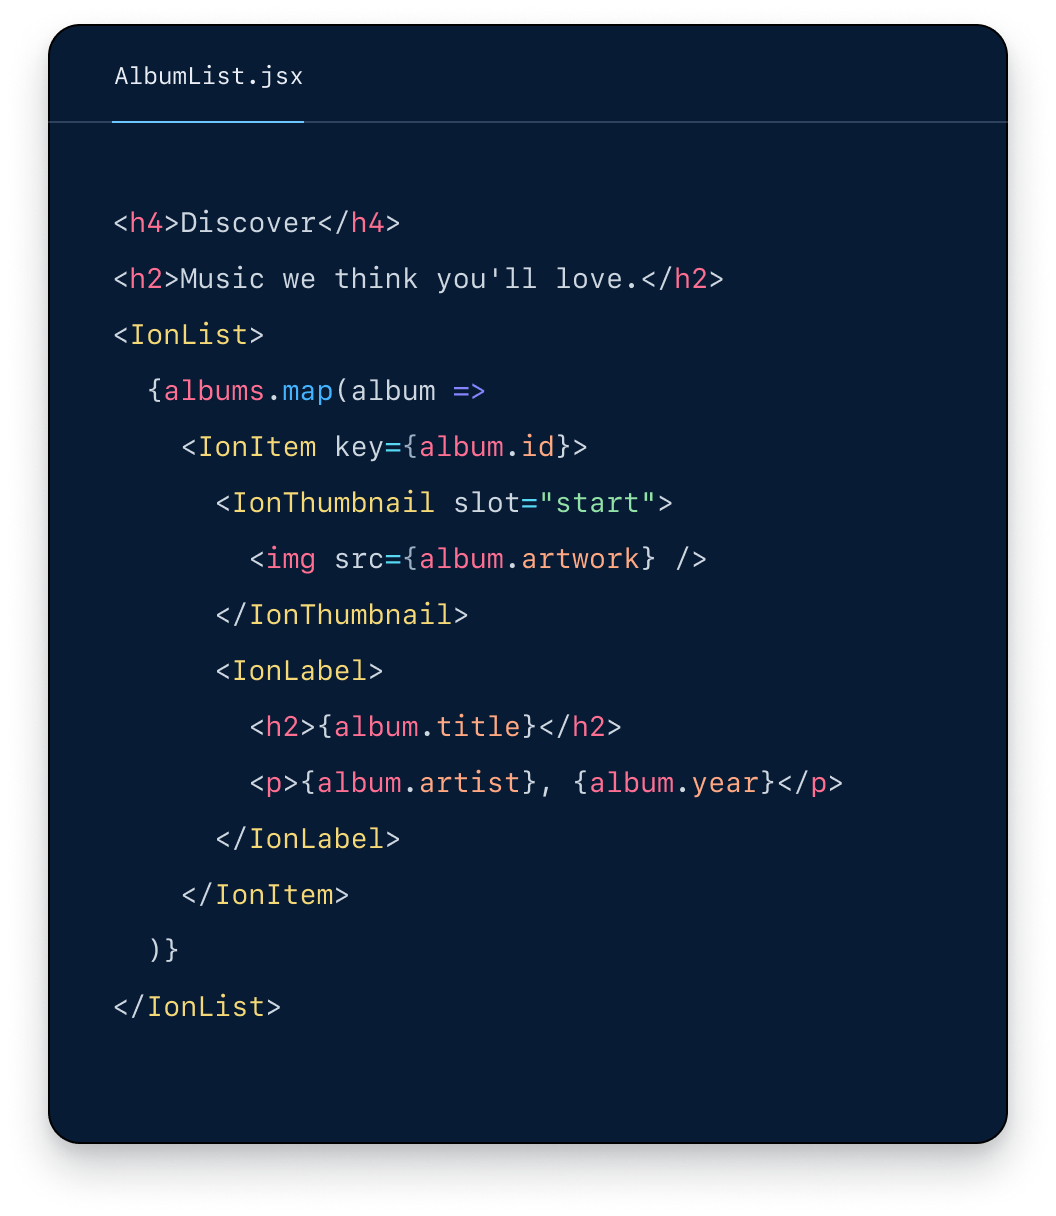 AlbumList.jsx
<h4>Discover</h4>
<h2>Music we think you'll love.</h2>
<IonList>
  {albums.map(album =>
    <IonItem key={album.id}>
      <IonThumbnail slot="start">
        <img src={album.artwork} />
      </IonThumbnail>
      <IonLabel>
        <h2>{album.title}</h2>
        <p>{album.artist}, {album.year}</p>
      </IonLabel>
    </IonItem>
  )}
</IonList>